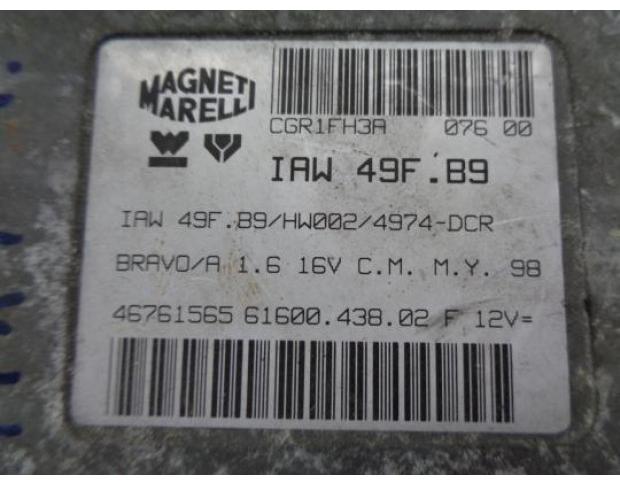 MAGNETI
MARELLI
CGR1FH3A 076 00
IAW 49F.B9
IAW 49F.B9/HW002/4974-DCR
BRAVO/A 1.6 16V C.M. M.Y. 98
46761565 61600.438.02 F 12V=